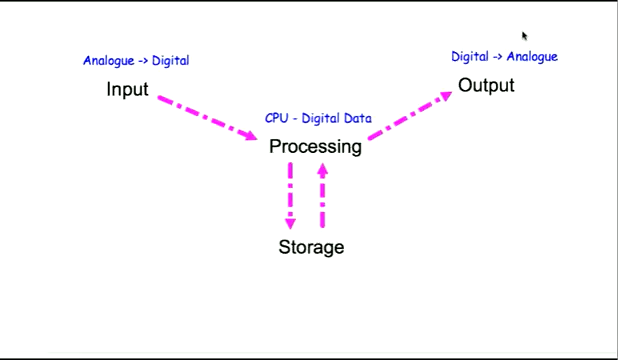 Analogue -> Digital
Input
Digital -> Analogue
Output
CPU - Digital Data
Processing
Storage